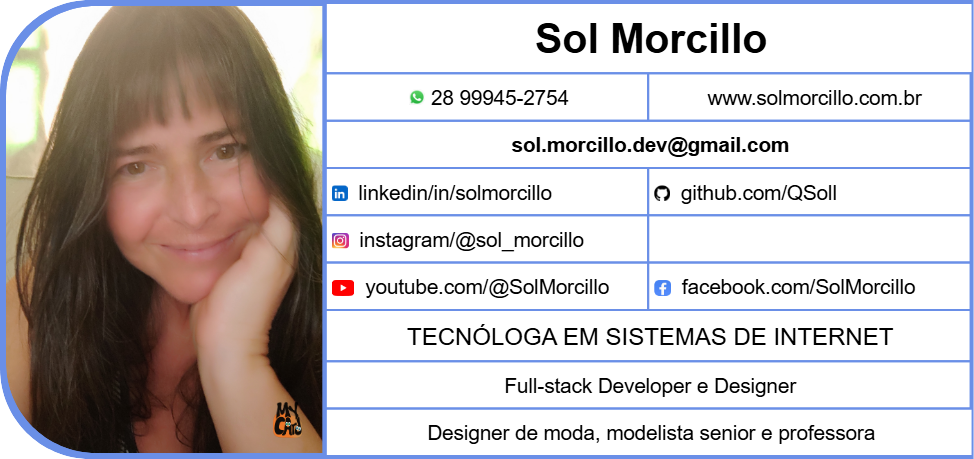 Sol Morcillo
28 99945-2754
www.solmorcillo.com.br
sol.morcillo.dev@gmail.com
linkedin/in/solmorcillo
github.com/QSoll
instagram/@sol_morcillo
youtube.com/@SolMorcillo
facebook.com/SolMorcillo
TECNÓLOGA EM SISTEMAS DE INTERNET
Full-stack Developer e Designer
Designer de moda, modelista senior e professora
MY
CATS